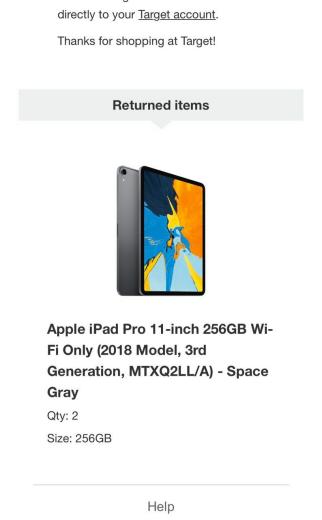 directly to your Target account.
Thanks for shopping at Target!
Returned items
Apple iPad Pro 11-inch 256GB Wi-
Fi Only (2018 Model, 3rd
Generation, MTXQ2LL/A) - Space
Gray
Qty: 2
Size: 256GB
Help